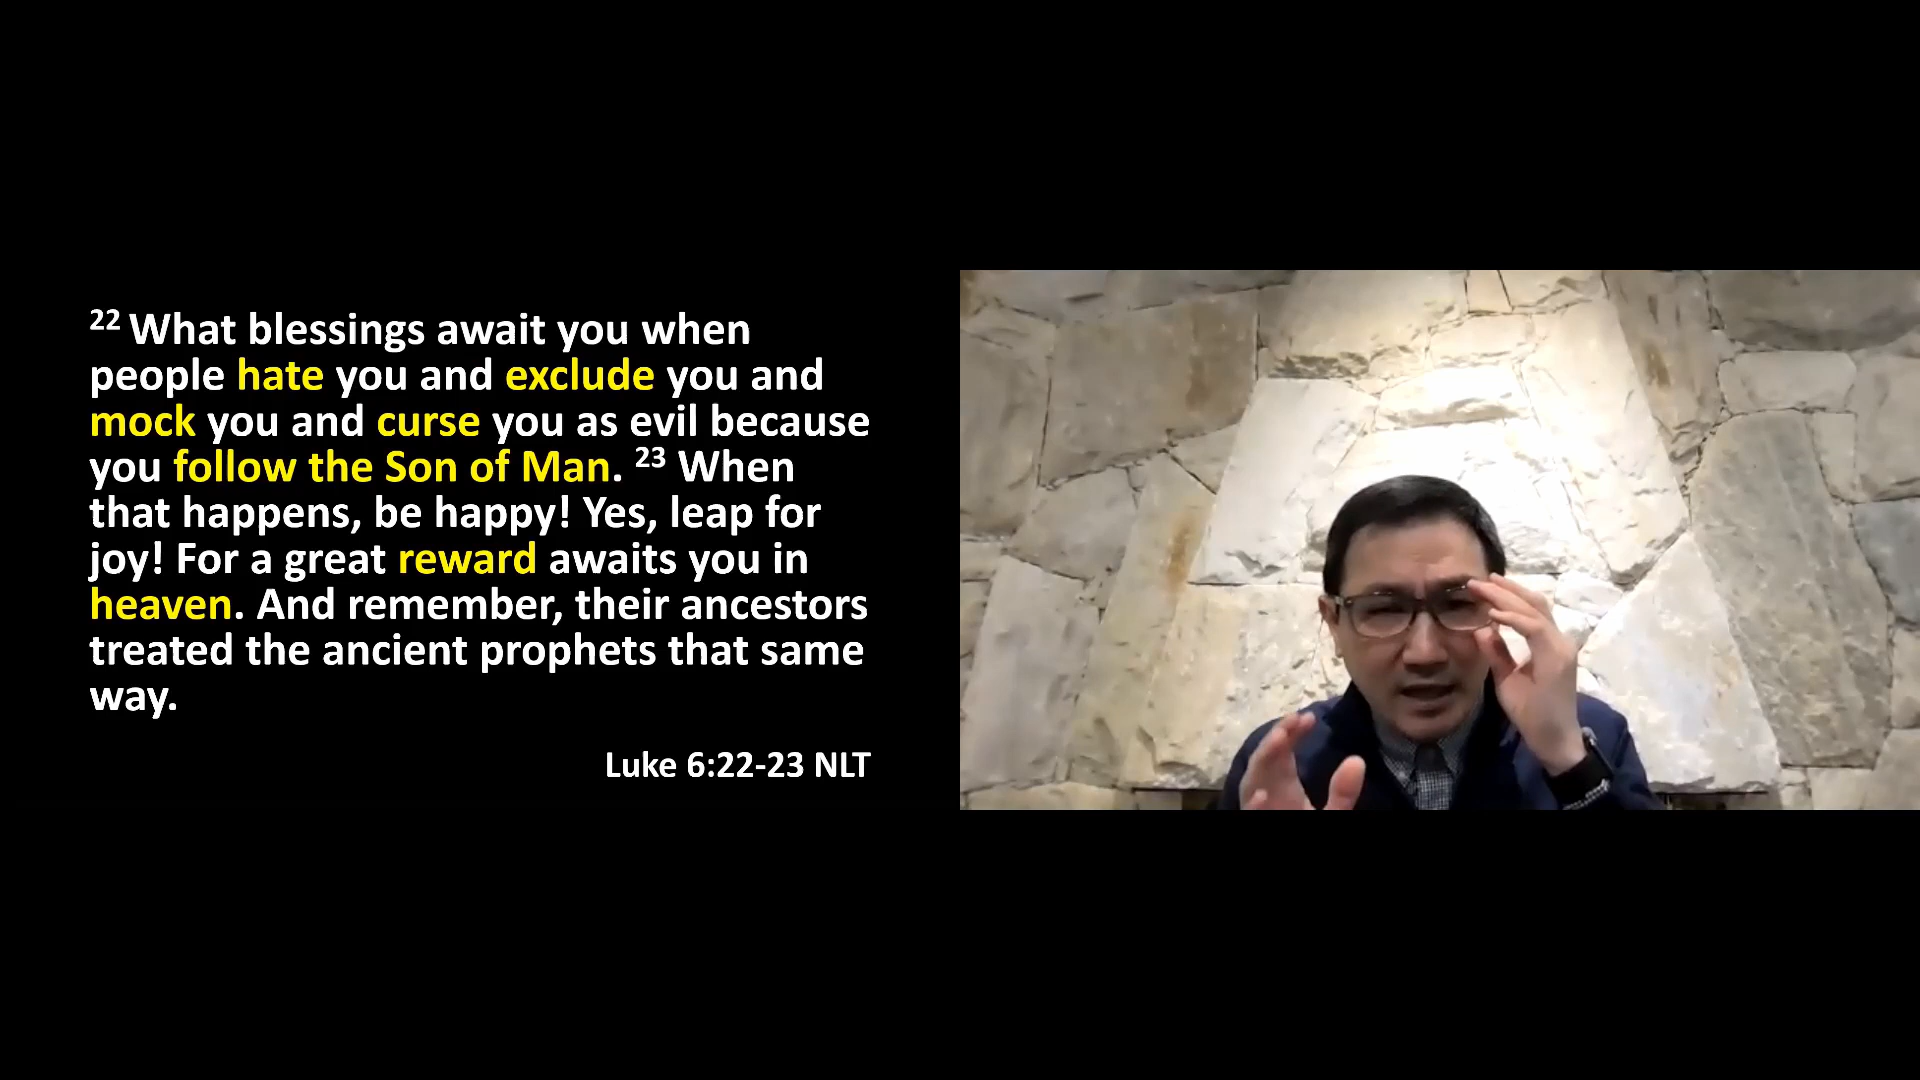 22 What blessings await you when
people hate you and exclude you and
mock you and curse you as evil because
you follow the Son of Man. 23 When
that happens, be happy! Yes, leap for
joy! For a great reward awaits you in
heaven. And remember, their ancestors
treated the ancient prophets that same
way.
Luke 6:22-23 NLT